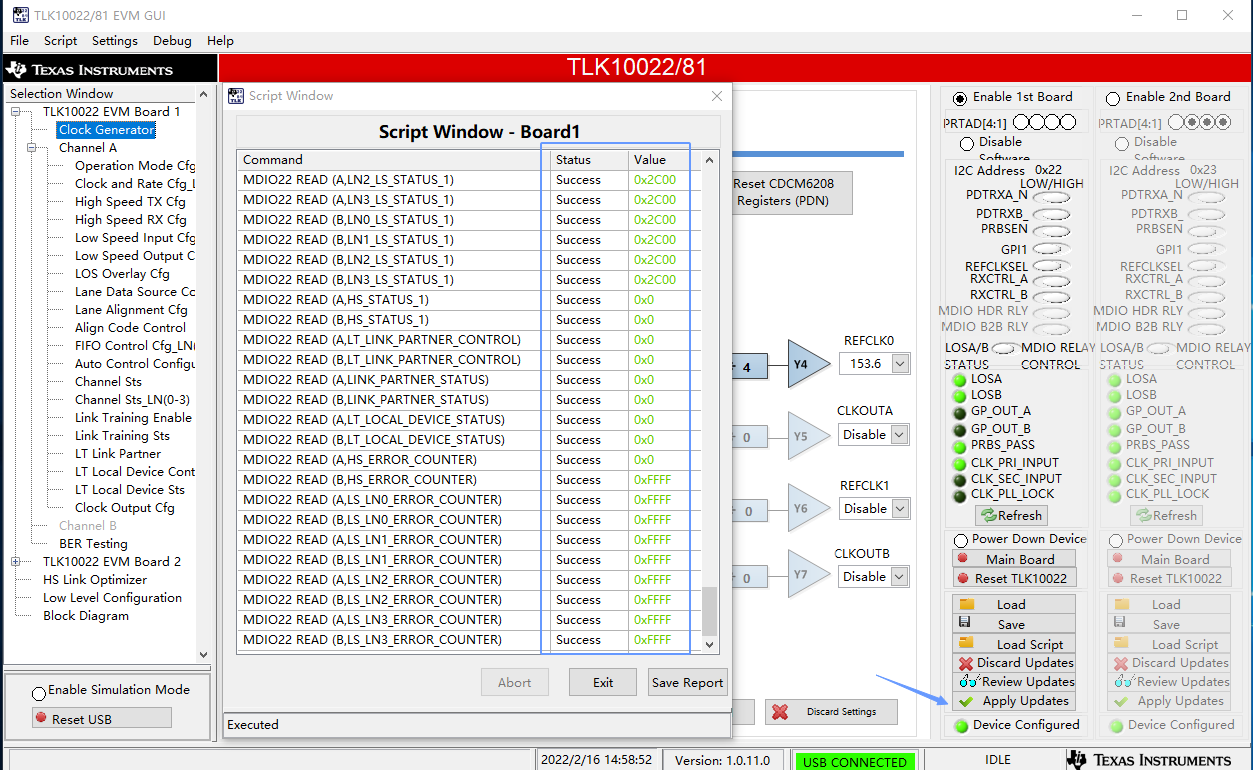 TLK10022/81 EVM GUI
File Script Settings Debug Help
TEXAS INSTRUMENTS
TLK10022/81
Selection Window
TLK10022 EVM Board 1
Clock Generator
Channel A
Operation Mode Cfg
Clock and Rate Cfg_L
High Speed TX Cfg
High Speed RX Cfg
Low Speed Input Cfg
Low Speed Output C
LOS Overlay Cfg
Lane Data Source Co
Lane Alignment Cfg
Align Code Control
FIFO Control Cfg_LN(
Auto Control Configu
Channel Sts
Channel Sts_LN(0-3)
Link Training Enable
Link Training Sts
LT Link Partner
LT Local Device Cont
LT Local Device Sts
Clock Output Cfg
Channel B
BER Testing
TLK10022 EVM Board 2
HS Link Optimizer
Low Level Configuration
Block Diagram
Enable Simulation Mode
Reset USB
Script Window
Script Window - Board1
Command Status Value
MDIO22 READ (A,LN2_LS_STATUS_1) Success 0x2C00
MDIO22 READ (A,LN3_LS_STATUS_1) Success 0x2C00
MDIO22 READ (B,LN0_LS_STATUS_1) Success 0x2C00
MDIO22 READ (B,LN1_LS_STATUS_1) Success 0x2C00
MDIO22 READ (B,LN2_LS_STATUS_1) Success 0x2C00
MDIO22 READ (B,LN3_LS_STATUS_1) Success 0x2C00
MDIO22 READ (A,HS_STATUS_1) Success 0x0
MDIO22 READ (B,HS_STATUS_1) Success 0x0
MDIO22 READ (A,LT_LINK_PARTNER_CONTROL) Success 0x0
MDIO22 READ (B,LT_LINK_PARTNER_CONTROL) Success 0x0
MDIO22 READ (A,LINK_PARTNER_STATUS) Success 0x0
MDIO22 READ (B,LINK_PARTNER_STATUS) Success 0x0
MDIO22 READ (A,LT_LOCAL_DEVICE_STATUS) Success 0x0
MDIO22 READ (B,LT_LOCAL_DEVICE_STATUS) Success 0x0
MDIO22 READ (A,HS_ERROR_COUNTER) Success 0x0
MDIO22 READ (B,HS_ERROR_COUNTER) Success 0xFFFF
MDIO22 READ (A,LS_LN0_ERROR_COUNTER) Success 0xFFFF
MDIO22 READ (B,LS_LN0_ERROR_COUNTER) Success 0xFFFF
MDIO22 READ (A,LS_LN1_ERROR_COUNTER) Success 0xFFFF
MDIO22 READ (B,LS_LN1_ERROR_COUNTER) Success 0xFFFF
MDIO22 READ (A,LS_LN2_ERROR_COUNTER) Success 0xFFFF
MDIO22 READ (B,LS_LN2_ERROR_COUNTER) Success 0xFFFF
MDIO22 READ (A,LS_LN3_ERROR_COUNTER) Success 0xFFFF
MDIO22 READ (B,LS_LN3_ERROR_COUNTER) Success 0xFFFF
Abort Exit Save Report
Executed
Reset CDCM6208
Registers (PDN)
REFCLK0
÷ 4 Y4 153.6
CLKOUTA
÷ 0 Y5 Disable
REFCLK1
÷ 0 Y6 Disable
CLKOUTB
÷ 0 Y7 Disable
Discard Settings
Enable 1st Board
PRTAD[4:1]
Disable
Software
I2C Address 0x22
LOW/HIGH
PDTRXA_N
PDTRXB_
PRBSEN
GPI1
REFCLKSEL
RXCTRL_A
RXCTRL_B
MDIO HDR RLY
MDIO B2B RLY
LOSA/B MDIO RELAY
STATUS CONTROL
LOSA
LOSB
GP_OUT_A
GP_OUT_B
PRBS_PASS
CLK_PRI_INPUT
CLK_SEC_INPUT
CLK_PLL_LOCK
Refresh
Power Down Device
Main Board
Reset TLK10022
Load
Save
Load Script
Discard Updates
Review Updates
Apply Updates
Device Configured
Enable 2nd Board
PRTAD[4:1]
Disable
Software
I2C Address 0x23
LOW/HIGH
PDTRXA_N
PDTRXB_
PRBSEN
GPI1
REFCLKSEL
RXCTRL_A
RXCTRL_B
MDIO HDR RLY
MDIO B2B RLY
LOSA/B MDIO RELAY
STATUS CONTROL
LOSA
LOSB
GP_OUT_A
GP_OUT_B
PRBS_PASS
CLK_PRI_INPUT
CLK_SEC_INPUT
CLK_PLL_LOCK
Refresh
Power Down Device
Main Board
Reset TLK10022
Load
Save
Load Script
Discard Updates
Review Updates
Apply Updates
Device Configured
2022/2/16 14:58:52 Version: 1.0.11.0 USB CONNECTED IDLE TEXAS INSTRUMENTS